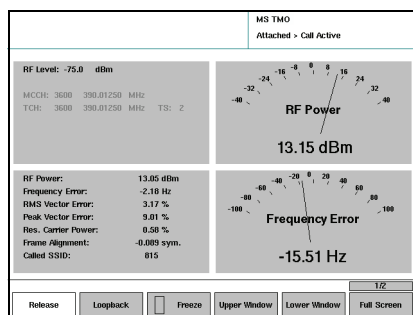 MS TMO
Attached > Call Active
RF Level: -75.0 dBm
MCCH: 3600 390.01250 MHz
TCH: 3600 390.01250 MHz TS: 2
-40 -32 -24 -16 -8 0 8 16 24 32 40
RF Power
13.15 dBm
RF Power: 13.05 dBm
Frequency Error: -2.18 Hz
RMS Vector Error: 3.17 %
Peak Vector Error: 9.01 %
Res. Carrier Power: 0.58 %
Frame Alignment: -0.089 sym.
Called SSID: 815
-100 -80 -60 -40 -20 0 20 40 60 80 100
Frequency Error
-15.51 Hz
1/2
Release Loopback Freeze Upper Window Lower Window Full Screen